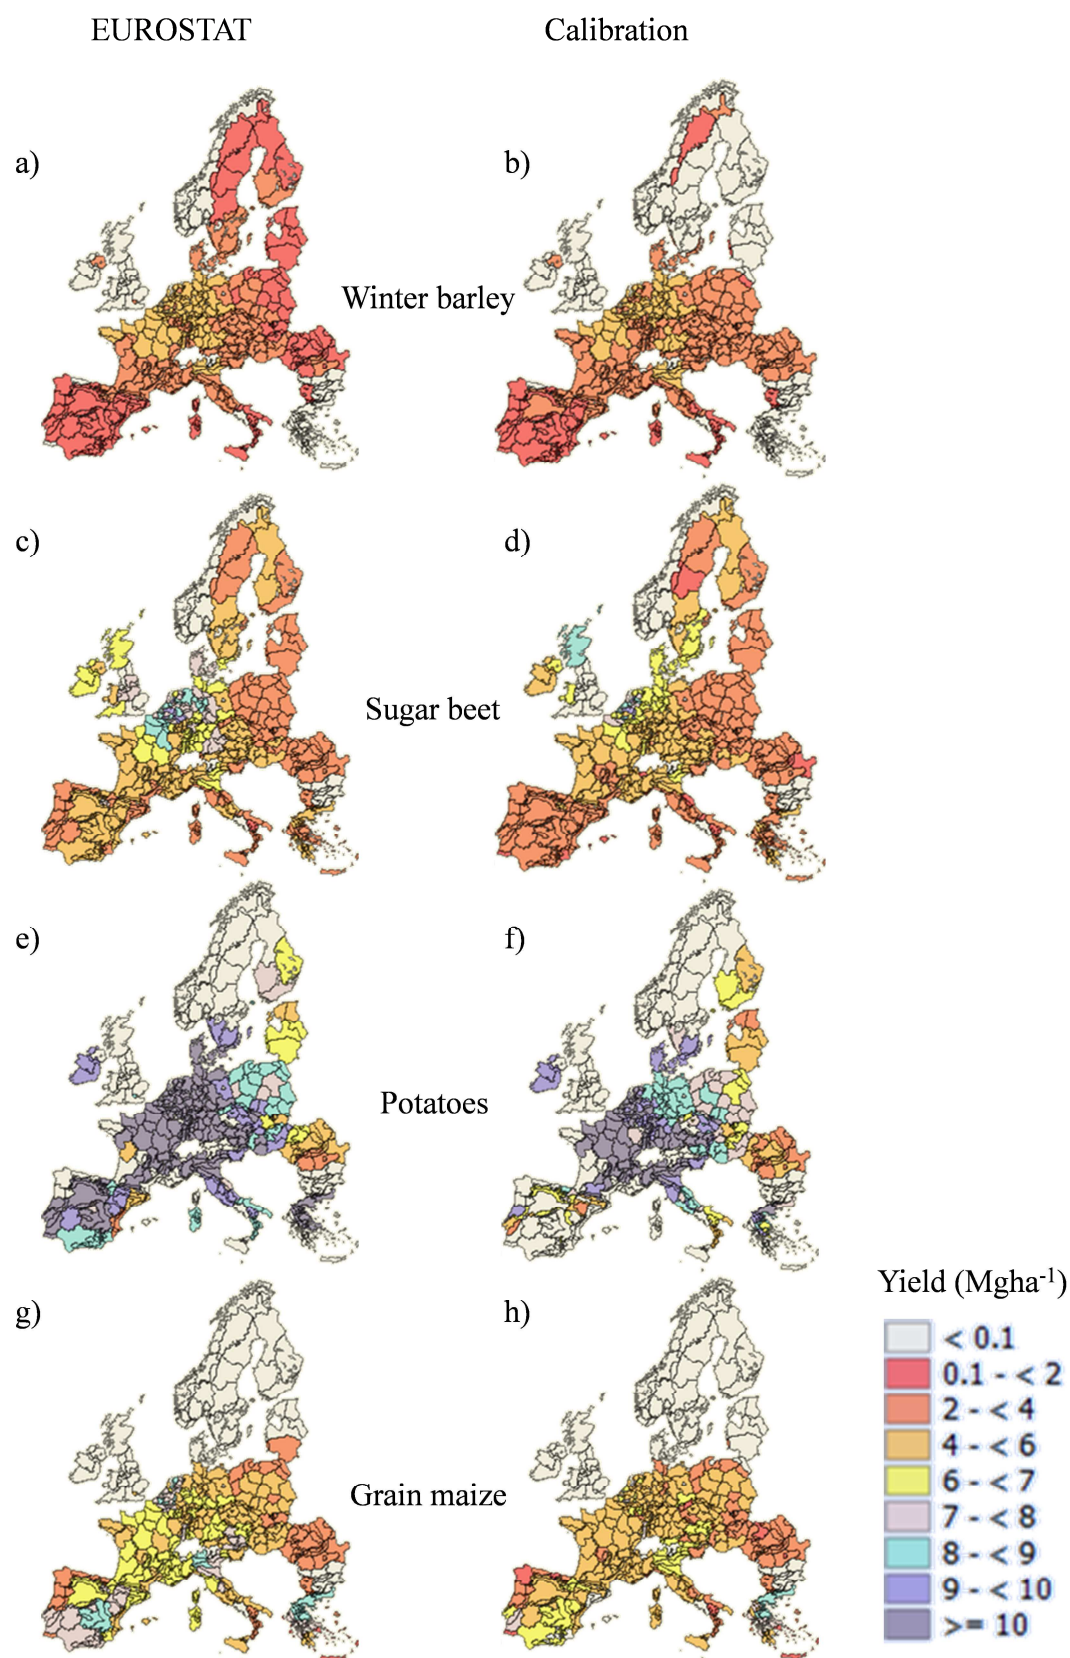 EUROSTAT Calibration
a) b)
Winter barley
c) d)
Sugar beet
e) f)
Potatoes
g) h)
Grain maize
Yield (Mgha⁻¹)
< 0.1
0.1 - < 2
2 - < 4
4 - < 6
6 - < 7
7 - < 8
8 - < 9
9 - < 10
>= 10